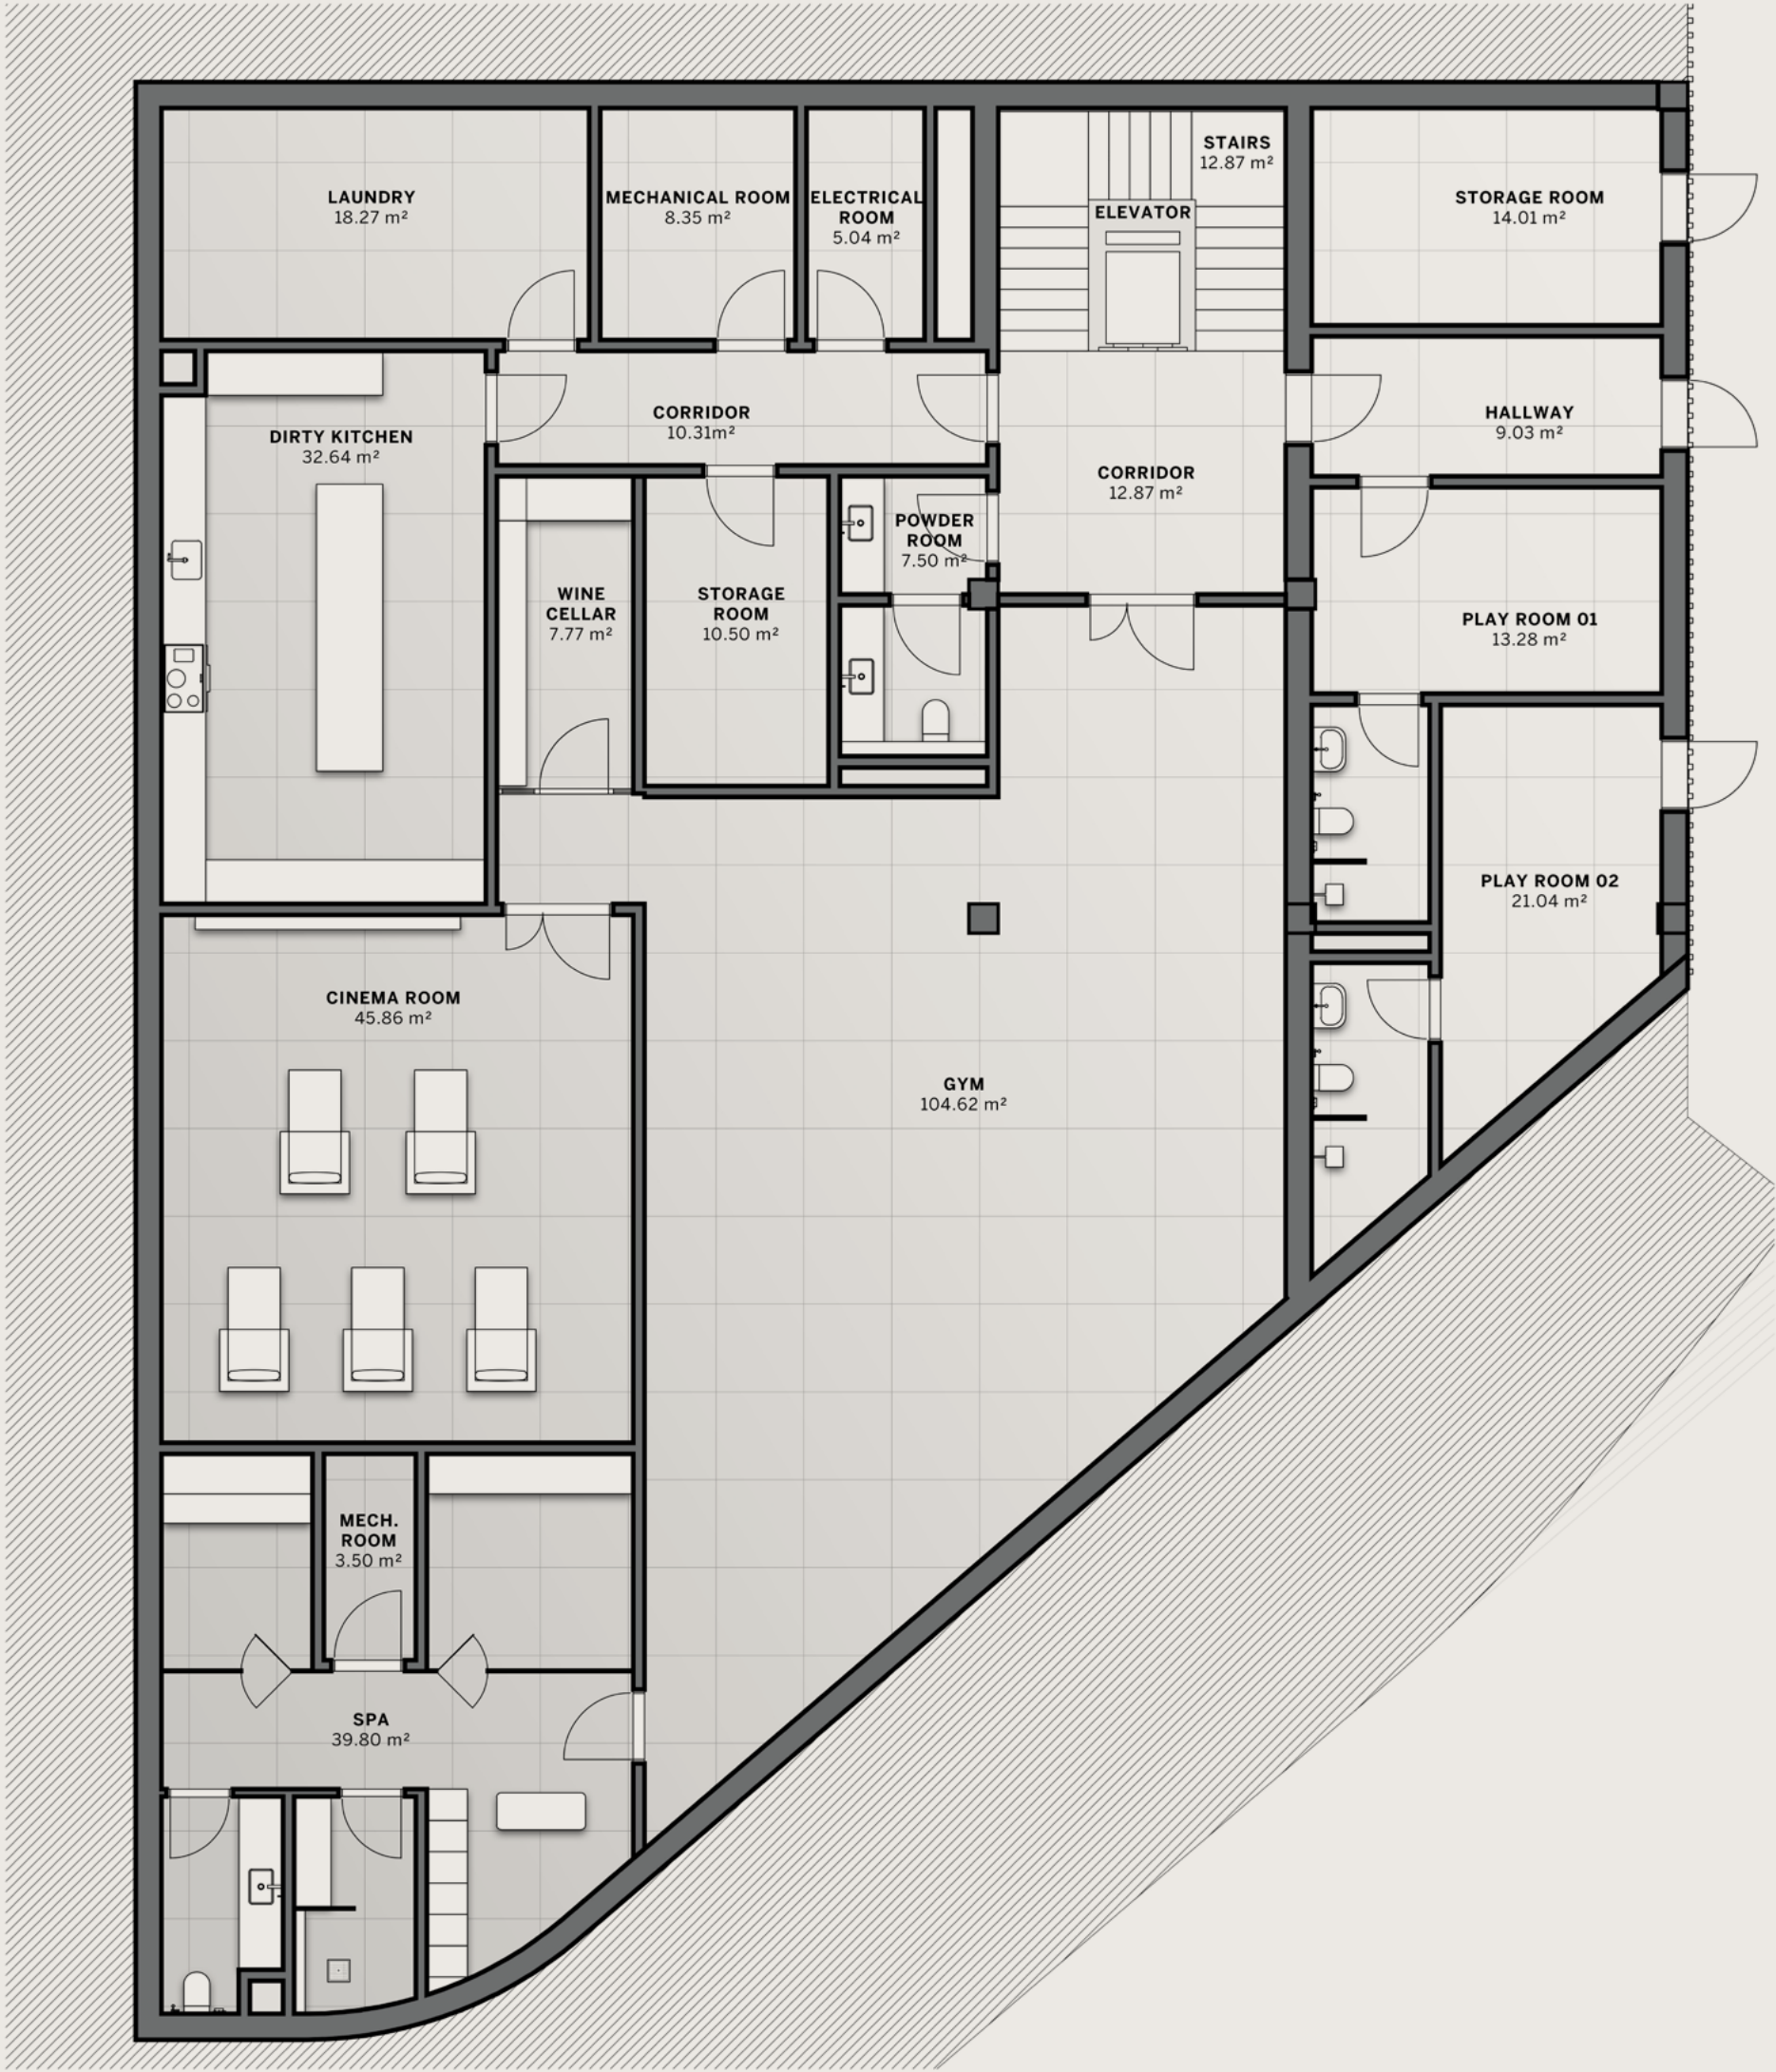 STAIRS
12.87 m²
LAUNDRY
18.27 m²
MECHANICAL ROOM
8.35 m²
ELECTRICAL
ROOM
5.04 m²
ELEVATOR
STORAGE ROOM
14.01 m²
DIRTY KITCHEN
32.64 m²
CORRIDOR
10.31m²
CORRIDOR
12.87 m²
HALLWAY
9.03 m²
WINE
CELLAR
7.77 m²
STORAGE
ROOM
10.50 m²
POWDER
ROOM
7.50 m²
PLAY ROOM 01
13.28 m²
PLAY ROOM 02
21.04 m²
CINEMA ROOM
45.86 m²
GYM
104.62 m²
MECH.
ROOM
3.50 m²
SPA
39.80 m²